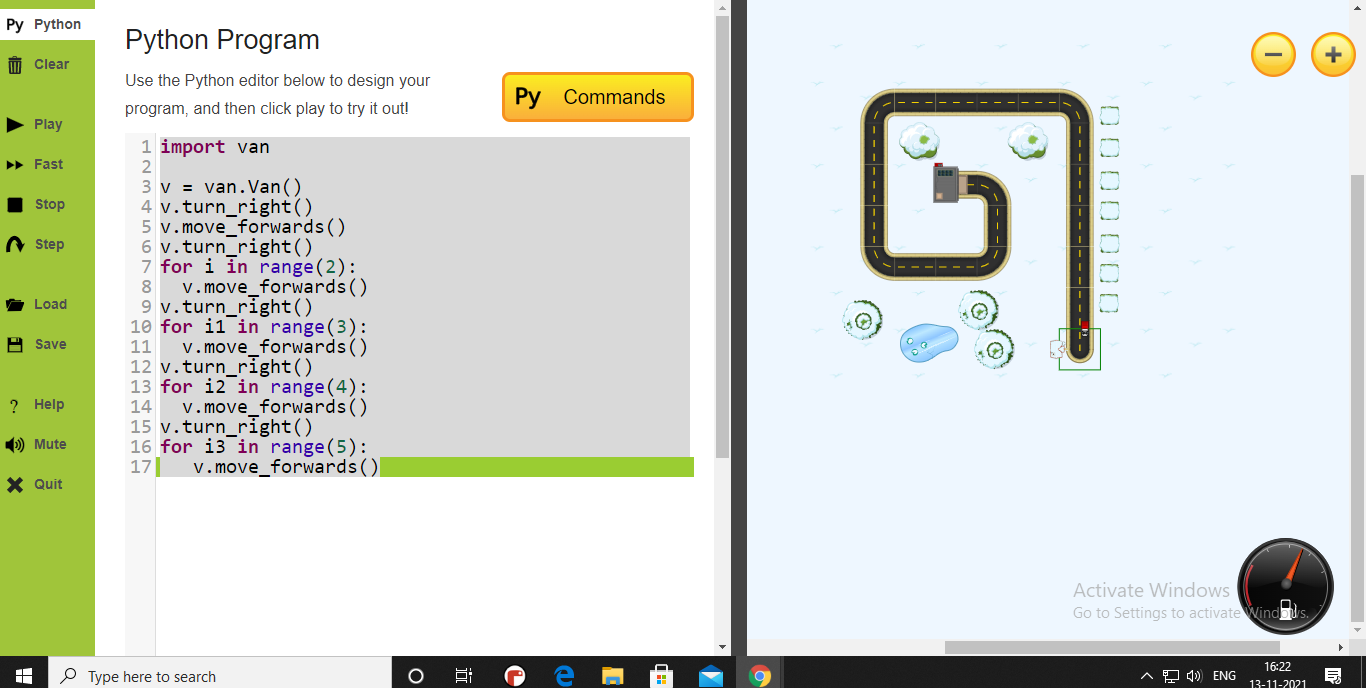 Py Python
Clear
Play
Fast
Stop
Step
Load
Save
? Help
Mute
Quit
Python Program
Use the Python editor below to design your
program, and then click play to try it out!
Py Commands
1 import van
2
3 v = van.Van()
4 v.turn_right()
5 v.move_forwards()
6 v.turn_right()
7 for i in range(2):
8 v.move_forwards()
9 v.turn_right()
10 for i1 in range(3):
11 v.move_forwards()
12 v.turn_right()
13 for i2 in range(4):
14 v.move_forwards()
15 v.turn_right()
16 for i3 in range(5):
17 v.move_forwards()
Activate Windows
Go to Settings to activate Windows.
Type here to search
ENG
16:22
13-11-2021